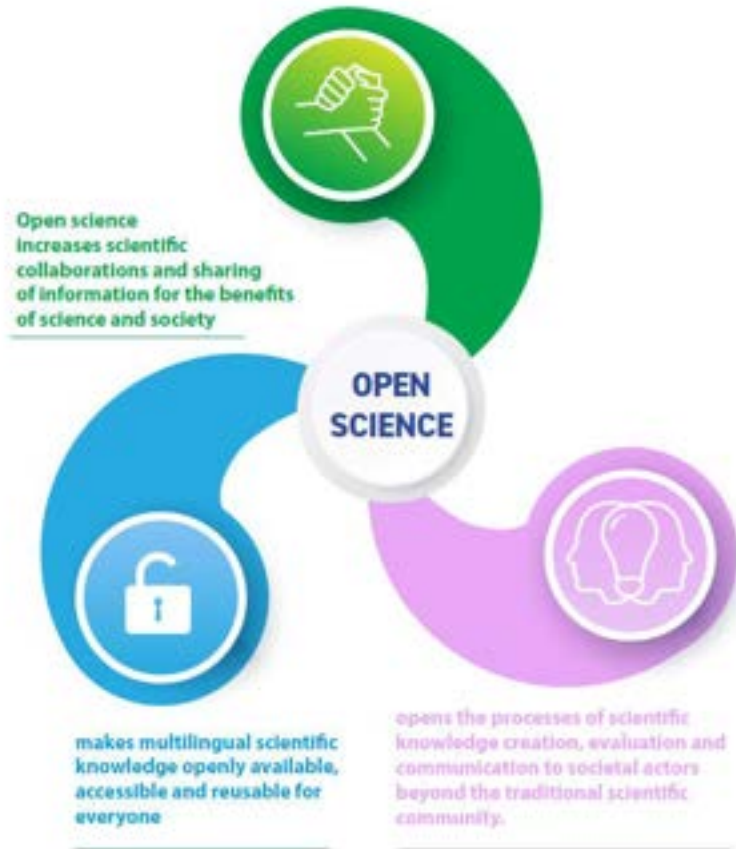 Open science
increases scientific
collaborations and sharing
of information for the benefits
of science and society
OPEN
SCIENCE
makes multilingual scientific
knowledge openly available,
accessible and reusable for
everyone
opens the processes of scientific
knowledge creation, evaluation and
communication to societal actors
beyond the traditional scientific
community.